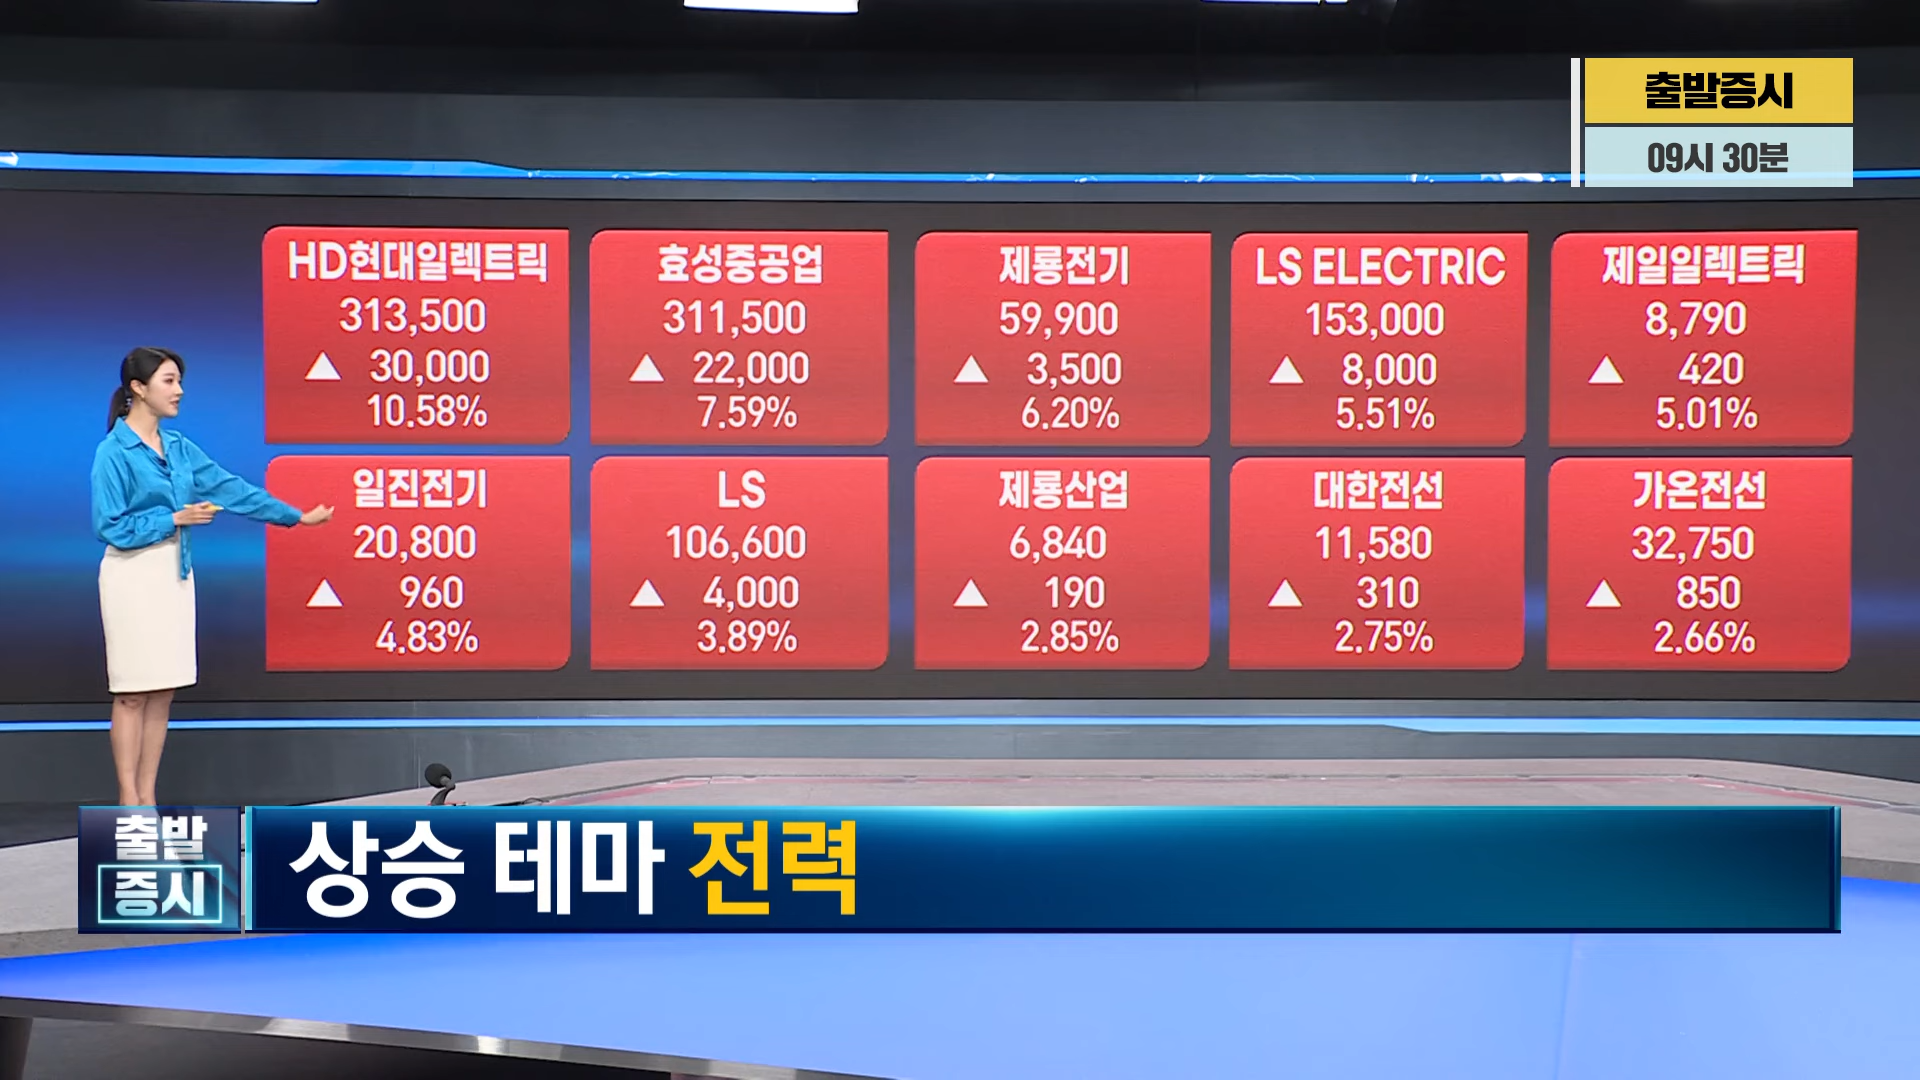 출발증시
09시 30분
HD현대일렉트릭
313,500
▲ 30,000
10.58%
효성중공업
311,500
▲ 22,000
7.59%
제룡전기
59,900
▲ 3,500
6.20%
LS ELECTRIC
153,000
▲ 8,000
5.51%
제일일렉트릭
8,790
▲ 420
5.01%
일진전기
20,800
▲ 960
4.83%
LS
106,600
▲ 4,000
3.89%
제룡산업
6,840
▲ 190
2.85%
대한전선
11,580
▲ 310
2.75%
가온전선
32,750
▲ 850
2.66%
출발
증시
상승 테마 전력